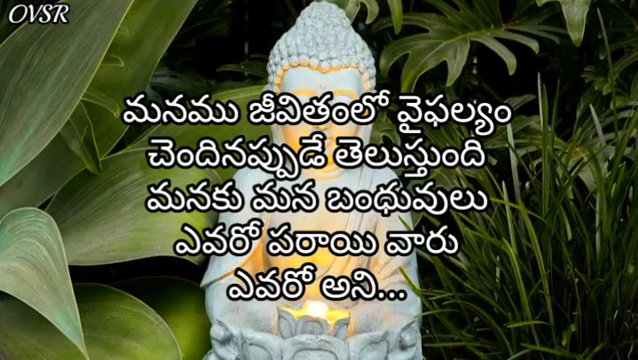 OVSR
మనము జీవితంలో వైఫల్యం
చెందినప్పుడే తెలుస్తుంది
మనకు మన బంధువులు
ఎవరో పరాయి వారు
ఎవరో అని...